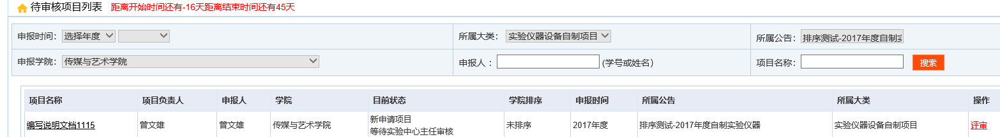 待审核项目列表 距离开始时间还有-16天距离结束时间还有45天
申报时间: 选择年度 所属大类: 实验仪器设备自制项目 所属公告: 排序测试-2017年度自制实
申报学院: 传媒与艺术学院 申报人 : (学号或姓名) 项目名称: 搜索
项目名称 项目负责人 申报人 学院 目前状态 学院排序 申报时间 所属公告 所属大类 操作
编写说明文档1115 曾文雄 曾文雄 传媒与艺术学院 新申请项目 未排序 2017年度 排序测试-2017年度自制实验仪器 实验仪器设备自制项目 评审
等待实验中心主任审核